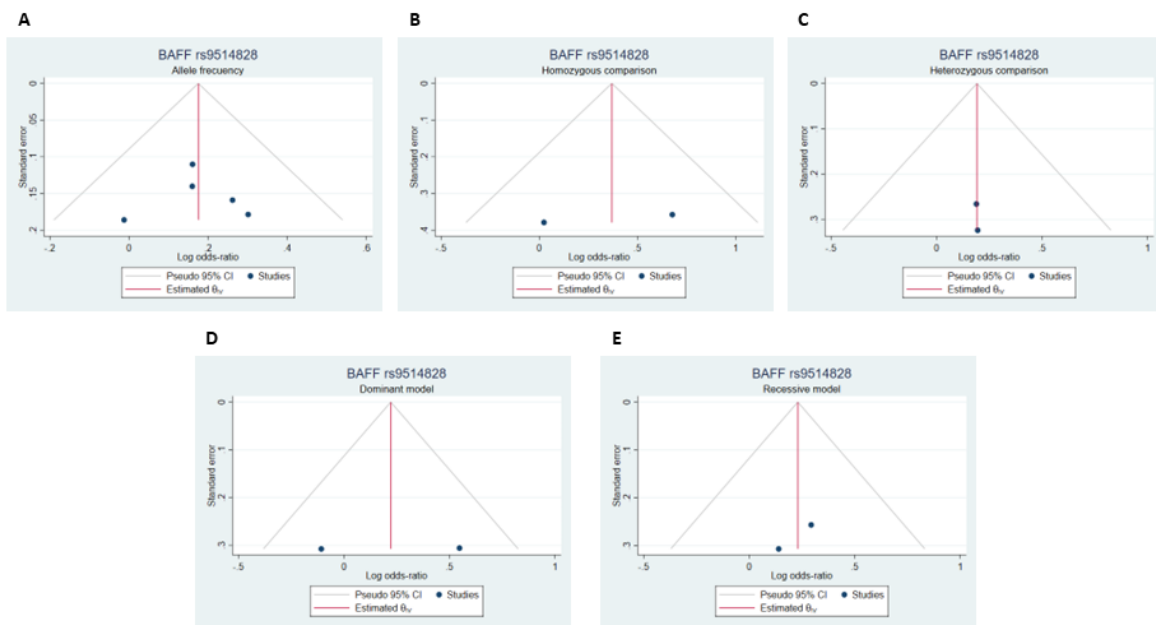 A
BAFF rs9514828
Allele frecuency
Standard error
0
.05
.1
.15
.2
-.2
0
.2
.4
.6
Log odds-ratio
Pseudo 95% CI
Studies
Estimated θIV
B
BAFF rs9514828
Homozygous comparison
Standard error
0
.1
.2
.3
.4
-.5
0
.5
1
Log odds-ratio
Pseudo 95% CI
Studies
Estimated θIV
C
BAFF rs9514828
Heterozygous comparison
Standard error
0
.1
.2
.3
-.5
0
.5
1
Log odds-ratio
Pseudo 95% CI
Studies
Estimated θIV
D
BAFF rs9514828
Dominant model
Standard error
0
.1
.2
.3
-.5
0
.5
1
Log odds-ratio
Pseudo 95% CI
Studies
Estimated θIV
E
BAFF rs9514828
Recessive model
Standard error
0
.1
.2
.3
-.5
0
.5
1
Log odds-ratio
Pseudo 95% CI
Studies
Estimated θIV